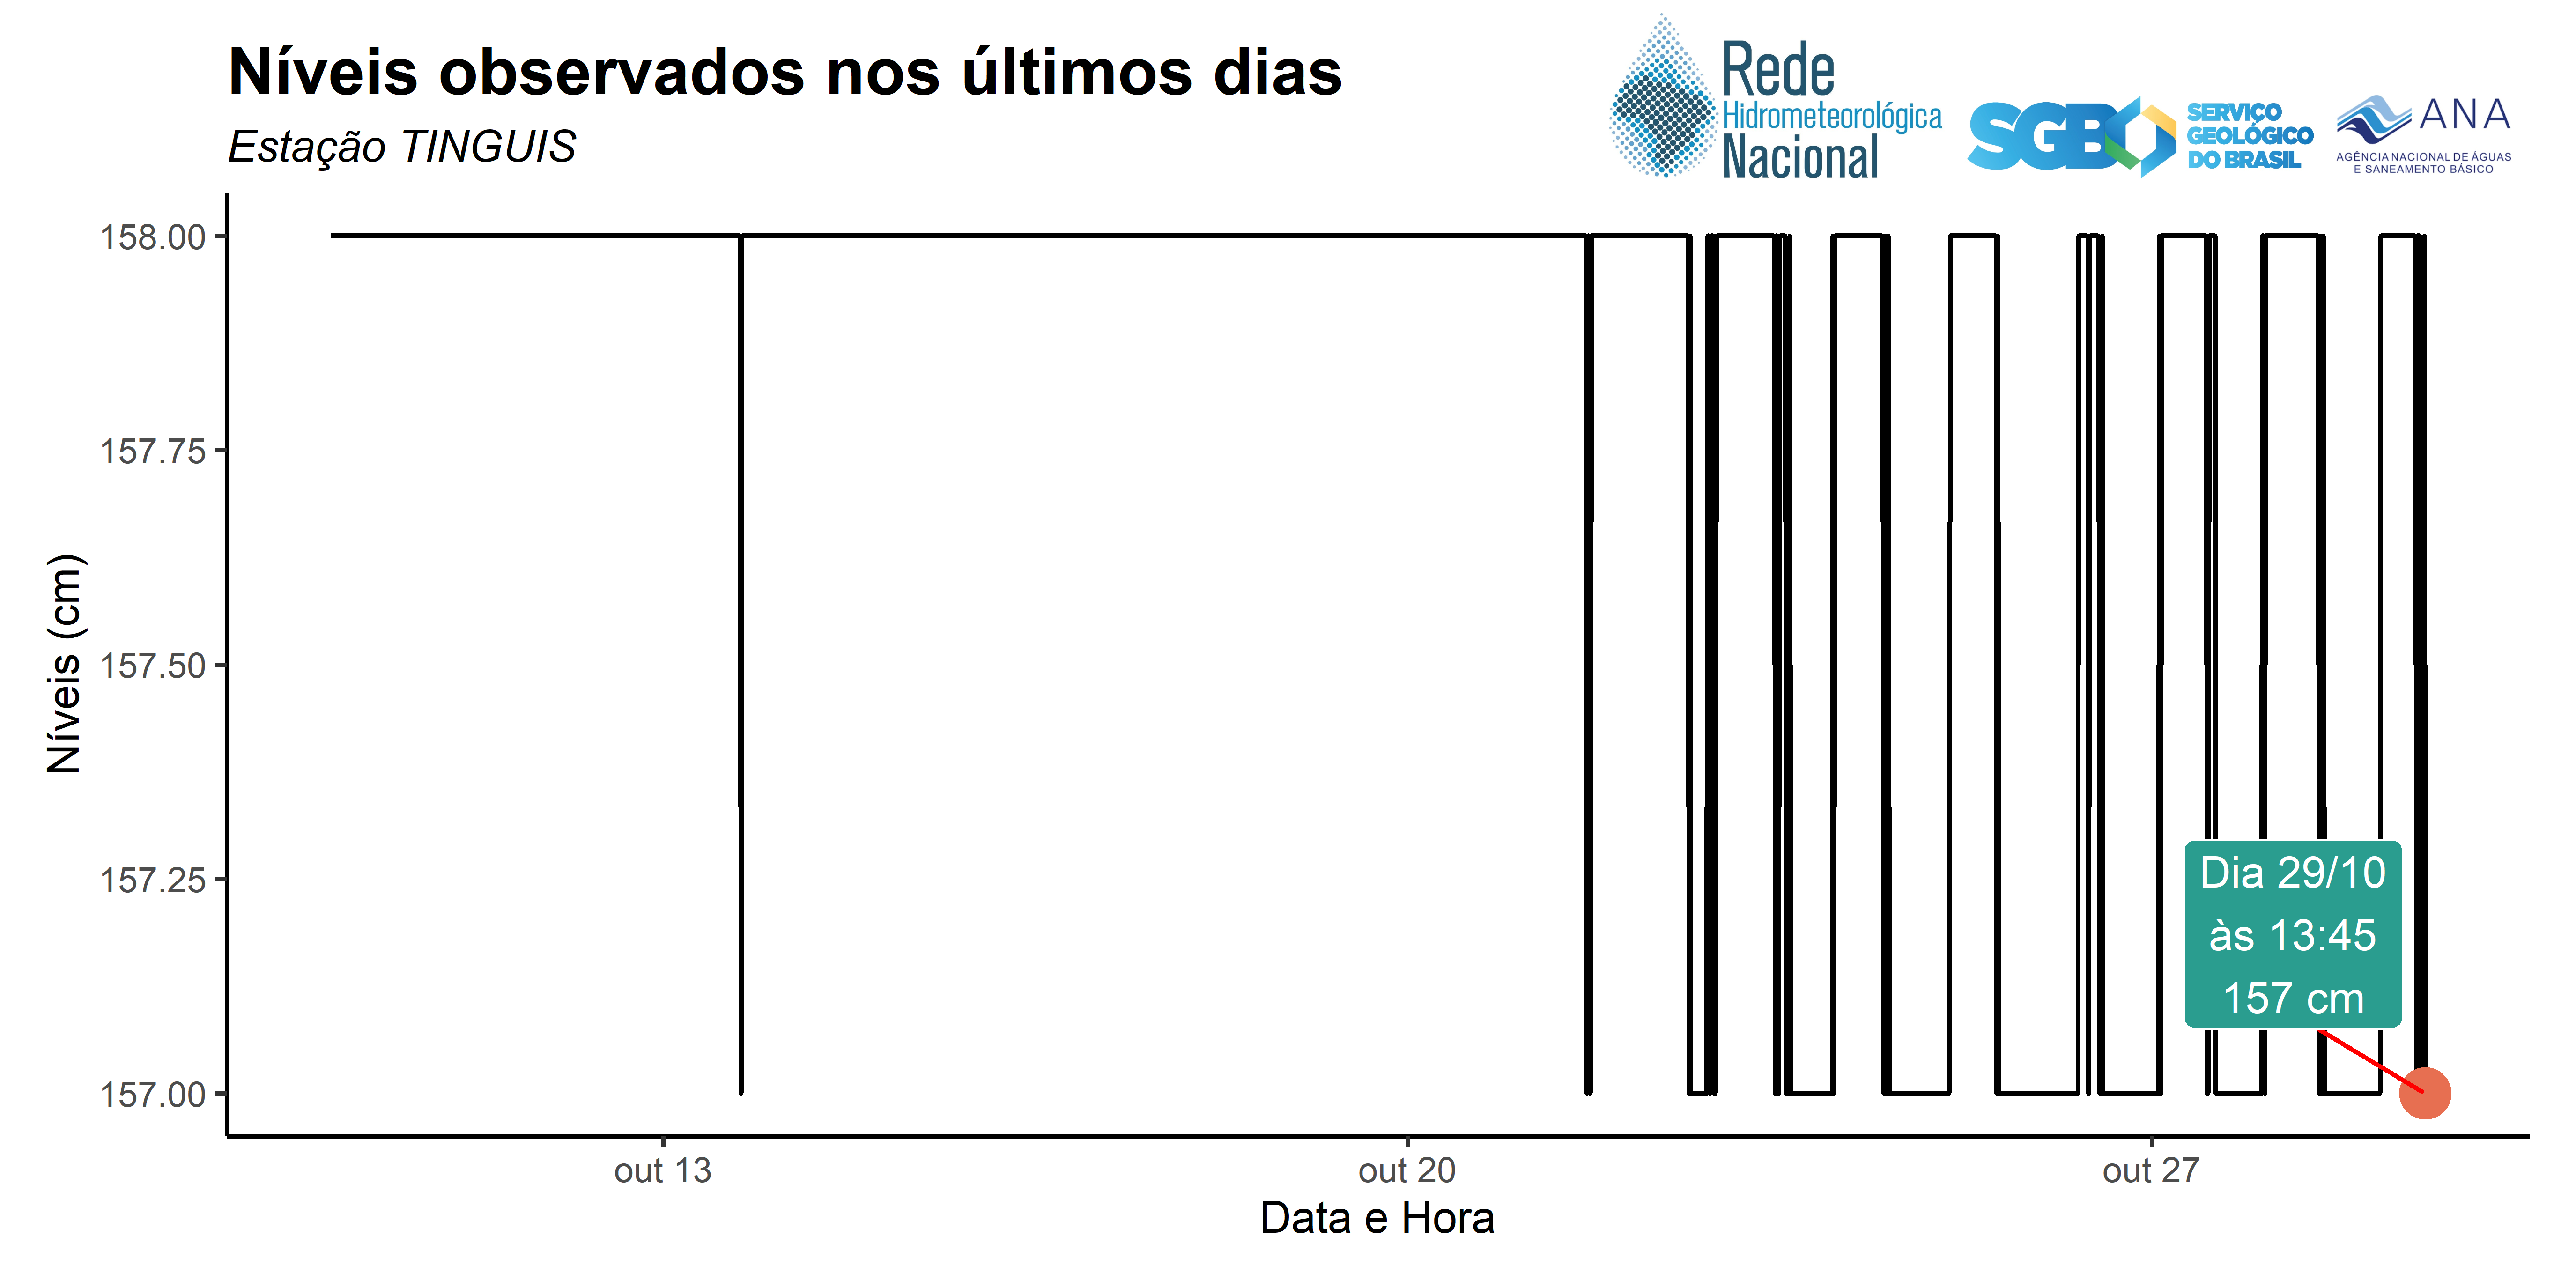 Níveis observados nos últimos dias
Estação TINGUIS
Rede
Hidrometeorológica
Nacional
SGB
SERVIÇO
GEOLÓGICO
DO BRASIL
ANA
AGÊNCIA NACIONAL DE ÁGUAS
E SANEAMENTO BÁSICO
158.00
157.75
157.50
157.25
157.00
Níveis (cm)
Dia 29/10
às 13:45
157 cm
out 13
out 20
out 27
Data e Hora